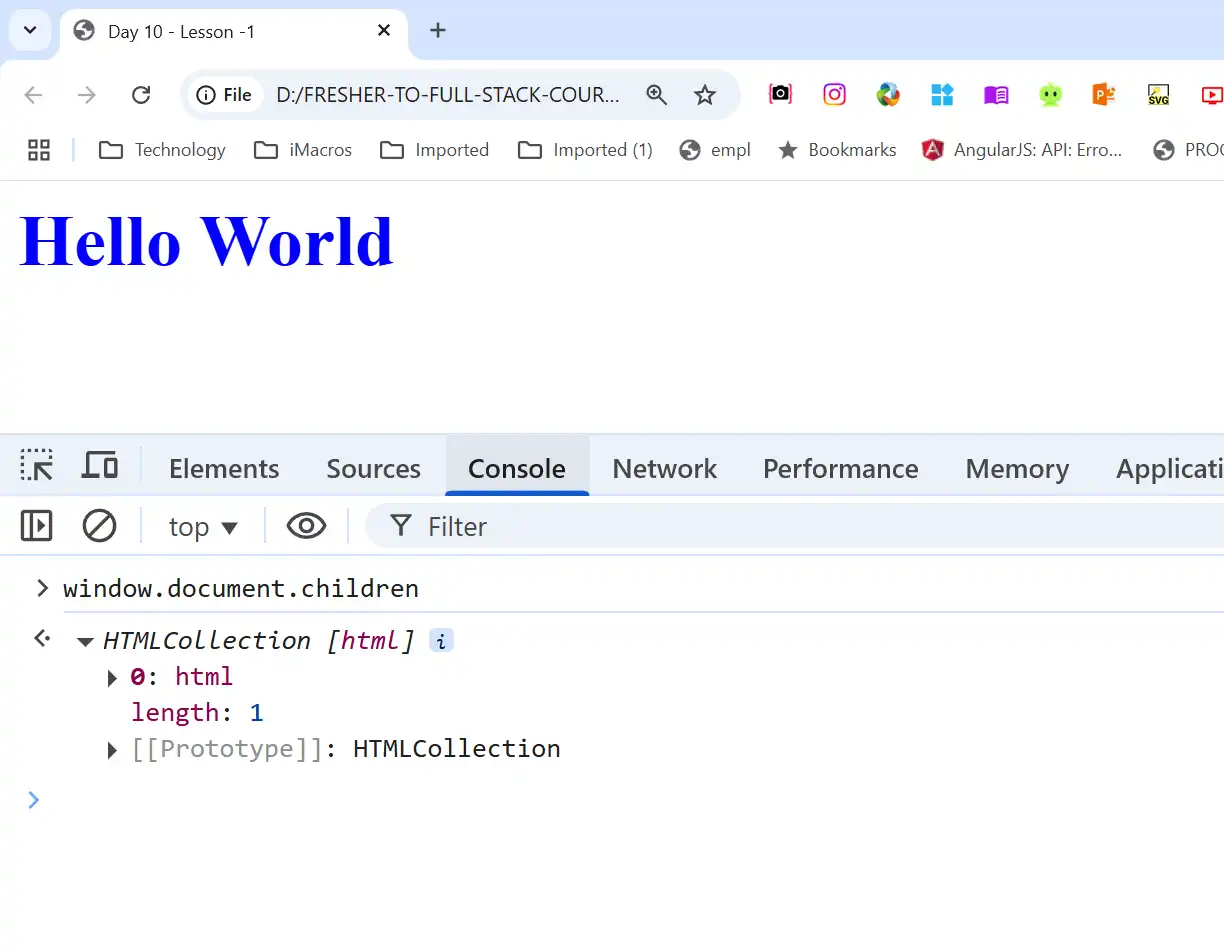 Day 10 - Lesson -1
File D:/FRESHER-TO-FULL-STACK-COUR...
Technology iMacros Imported Imported (1) empl Bookmarks AngularJS: API: Erro... PROG
Hello World
Elements Sources Console Network Performance Memory Applicati
top Filter
window.document.children
HTMLCollection [html] i
0: html
length: 1
[[Prototype]]: HTMLCollection